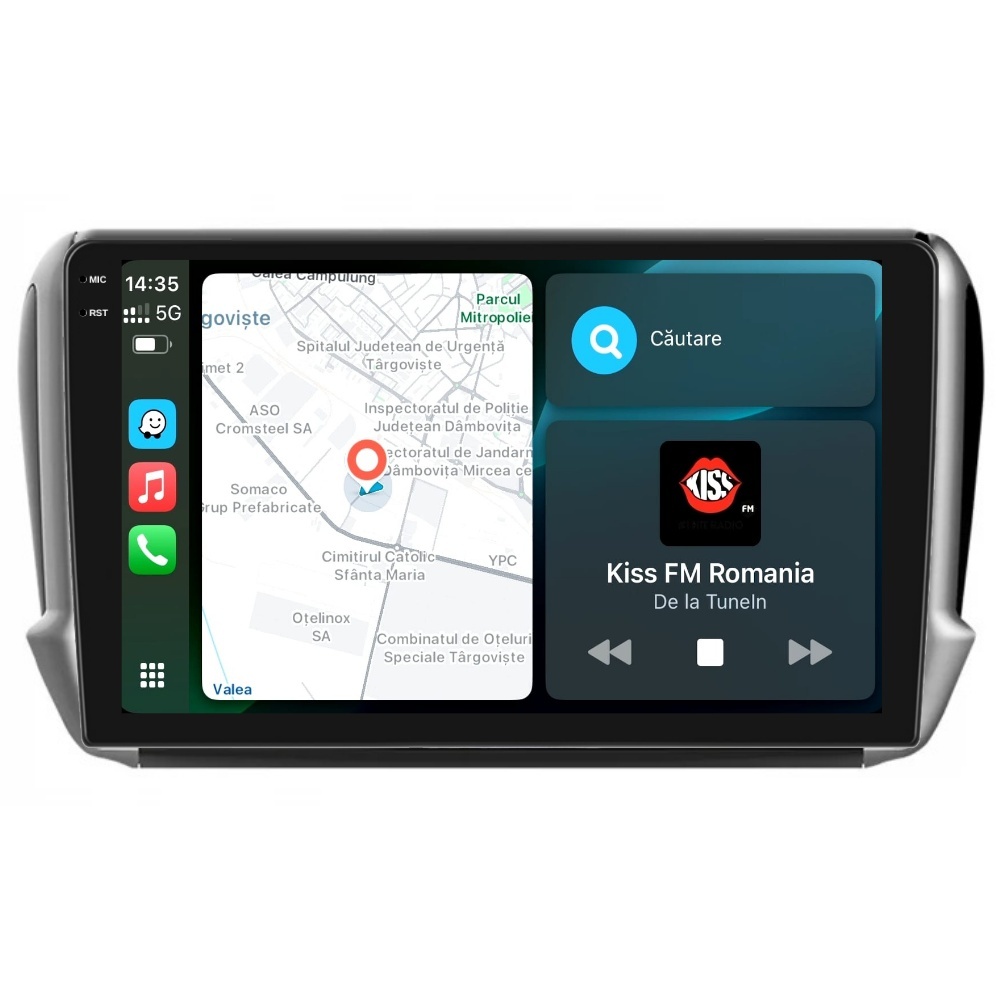 MIC
RST
14:35
5G
Calea Câmpulung
Parcul
Mitropoliei
goviște
Spitalul Județean de Urgență
Târgoviște
met 2
ASO
Cromsteel SA
Inspectoratul de Poliție
Județean Dâmbovița
ectoratul de Jandarm
Dâmbovița Mircea ce
Somaco
Grup Prefabricate
Cimitirul Catolic
Sfânta Maria
YPC
Oțelinox
SA
Combinatul de Oțeluri
Speciale Târgoviște
Valea
Căutare
KISS
FM
Kiss FM Romania
De la TuneIn